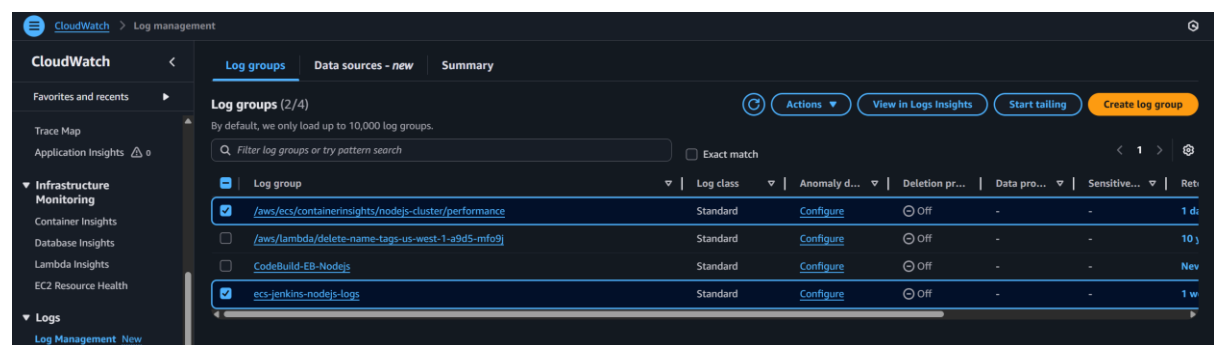 CloudWatch > Log management
CloudWatch
Favorites and recents
Trace Map
Application Insights 0
Infrastructure
Monitoring
Container Insights
Database Insights
Lambda Insights
EC2 Resource Health
Logs
Log Management New
Log groups Data sources - new Summary
Log groups (2/4)
Actions View in Logs Insights Start tailing Create log group
By default, we only load up to 10,000 log groups.
Filter log groups or try pattern search Exact match 1
Log group Log class Anomaly d... Deletion pr... Data pro... Sensitive... Rete
/aws/ecs/containerinsights/nodejs-cluster/performance Standard Configure Off - - 1 da
/aws/lambda/delete-name-tags-us-west-1-a9d5-mfo9j Standard Configure Off - - 10 y
CodeBuild-EB-Nodejs Standard Configure Off - - Nev
ecs-jenkins-nodejs-logs Standard Configure Off - - 1 w